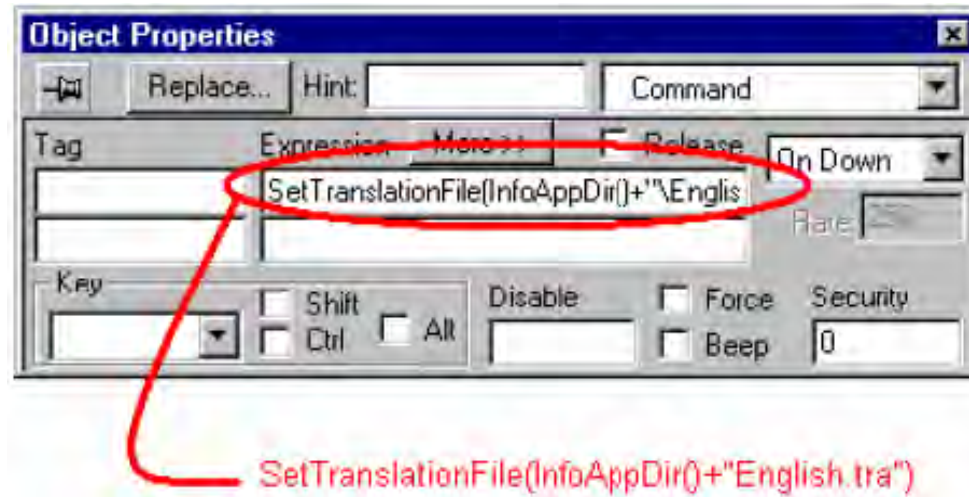 Object Properties
Replace... Hint: Command
Tag Expression More >> Release On Down
SetTranslationFile(InfoAppDir()+"\Englis
Rate
Key Shift Ctrl Alt Disable Force Beep Security
0
SetTranslationFile(InfoAppDir()+"English.tra")